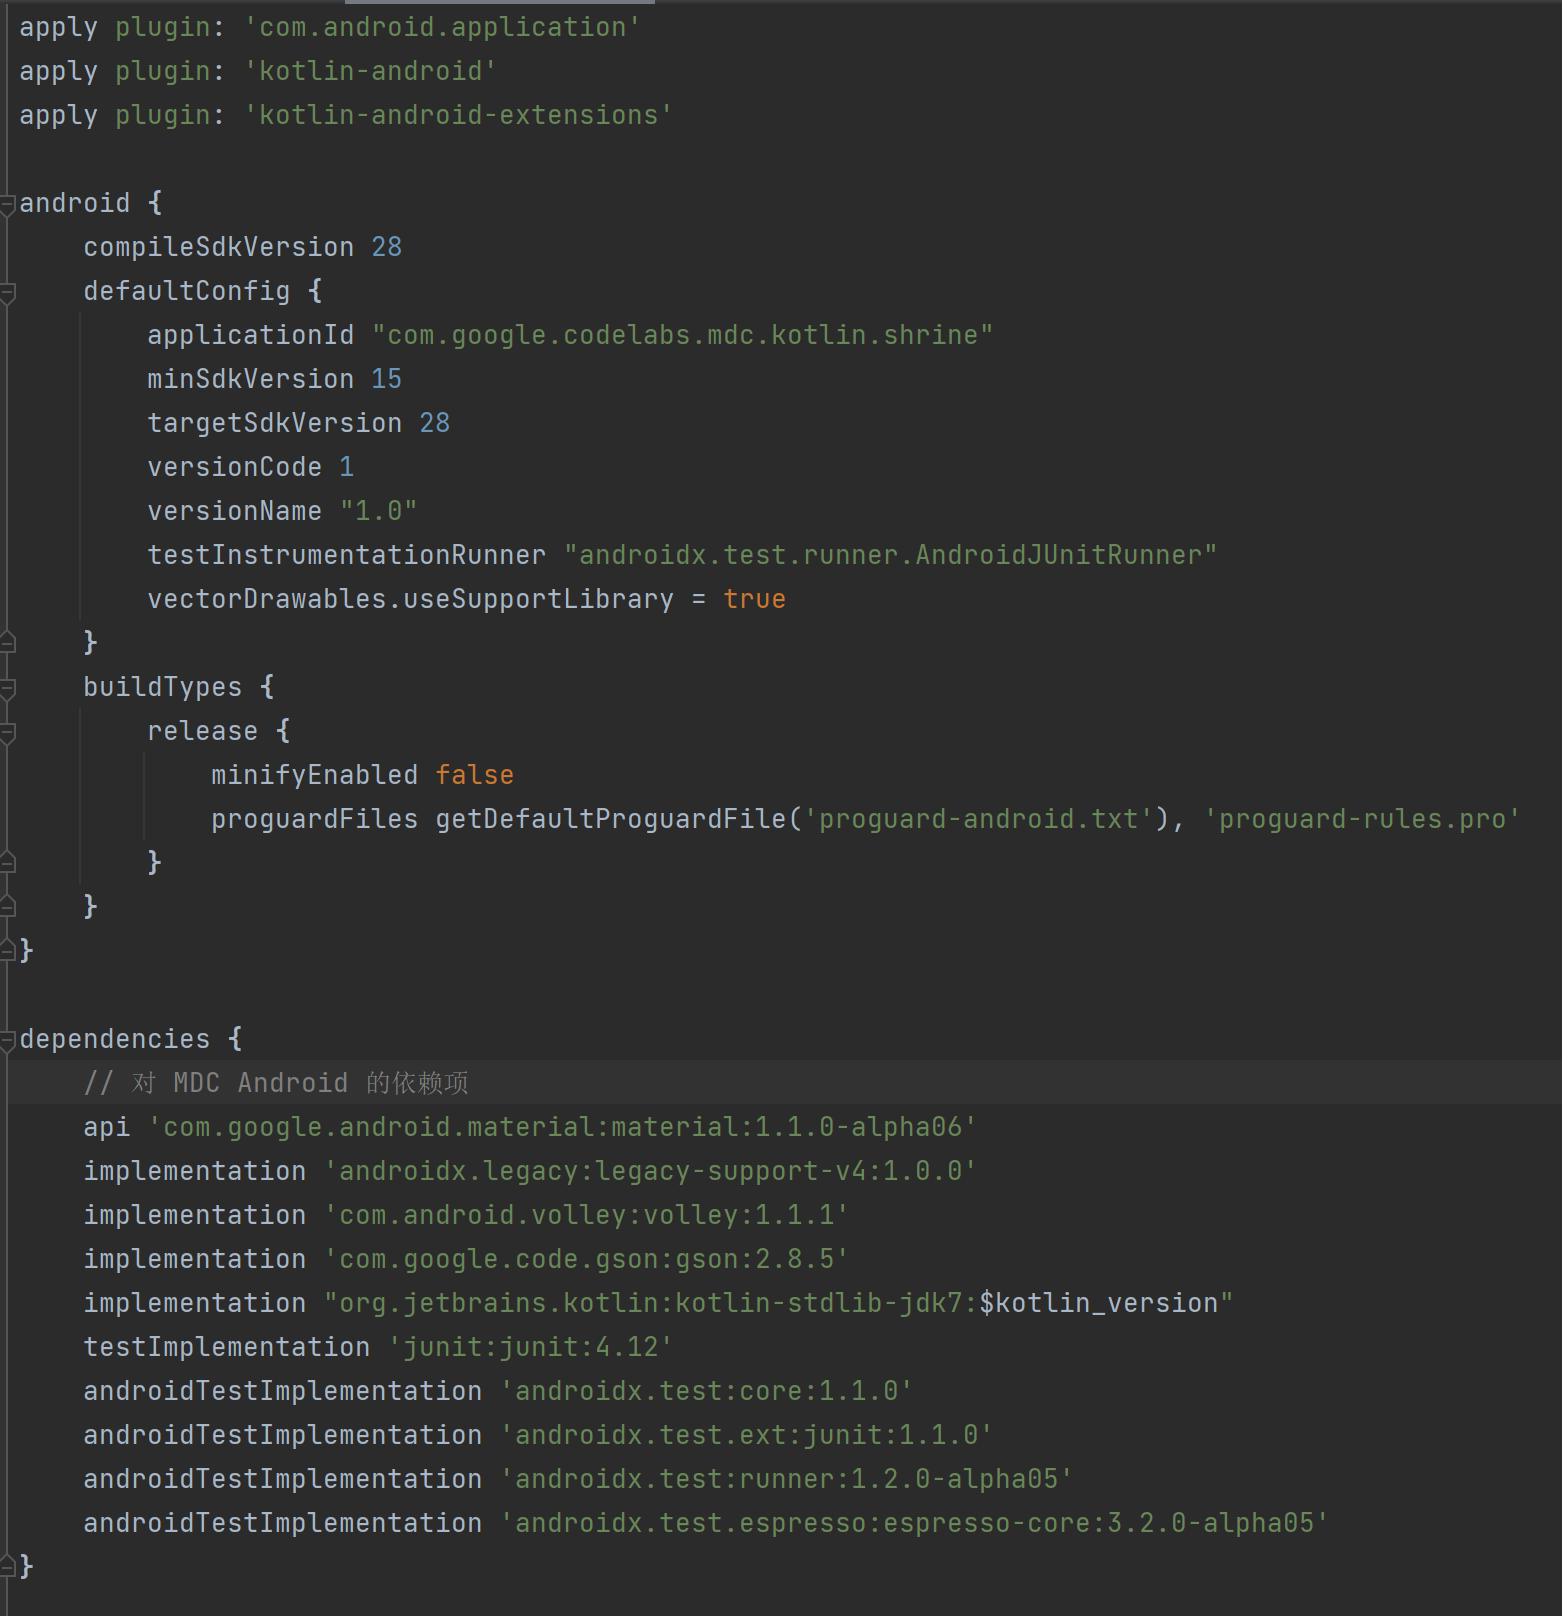 apply plugin: 'com.android.application'
apply plugin: 'kotlin-android'
apply plugin: 'kotlin-android-extensions'
android {
    compileSdkVersion 28
    defaultConfig {
        applicationId "com.google.codelabs.mdc.kotlin.shrine"
        minSdkVersion 15
        targetSdkVersion 28
        versionCode 1
        versionName "1.0"
        testInstrumentationRunner "androidx.test.runner.AndroidJUnitRunner"
        vectorDrawables.useSupportLibrary = true
    }
    buildTypes {
        release {
            minifyEnabled false
            proguardFiles getDefaultProguardFile('proguard-android.txt'), 'proguard-rules.pro'
        }
    }
}
dependencies {
    // 对 MDC Android 的依赖项
    api 'com.google.android.material:material:1.1.0-alpha06'
    implementation 'androidx.legacy:legacy-support-v4:1.0.0'
    implementation 'com.android.volley:volley:1.1.1'
    implementation 'com.google.code.gson:gson:2.8.5'
    implementation "org.jetbrains.kotlin:kotlin-stdlib-jdk7:$kotlin_version"
    testImplementation 'junit:junit:4.12'
    androidTestImplementation 'androidx.test:core:1.1.0'
    androidTestImplementation 'androidx.test.ext:junit:1.1.0'
    androidTestImplementation 'androidx.test:runner:1.2.0-alpha05'
    androidTestImplementation 'androidx.test.espresso:espresso-core:3.2.0-alpha05'
}